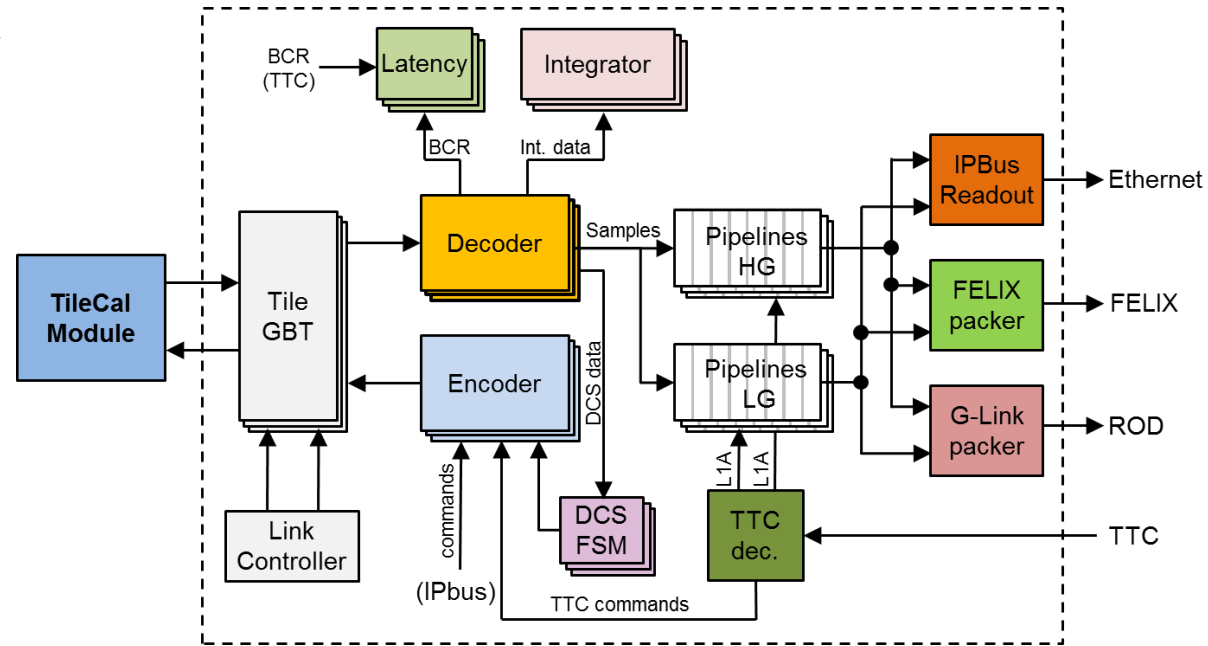 BCR
(TTC)
Latency
Integrator
BCR
Int. data
IPBus
Readout
Ethernet
Decoder
Samples
Pipelines
HG
TileCal
Module
Tile
GBT
FELIX
packer
FELIX
Encoder
DCS data
Pipelines
LG
G-Link
packer
ROD
commands
L1A
L1A
Link
Controller
DCS
FSM
TTC
dec.
TTC
(IPbus)
TTC commands